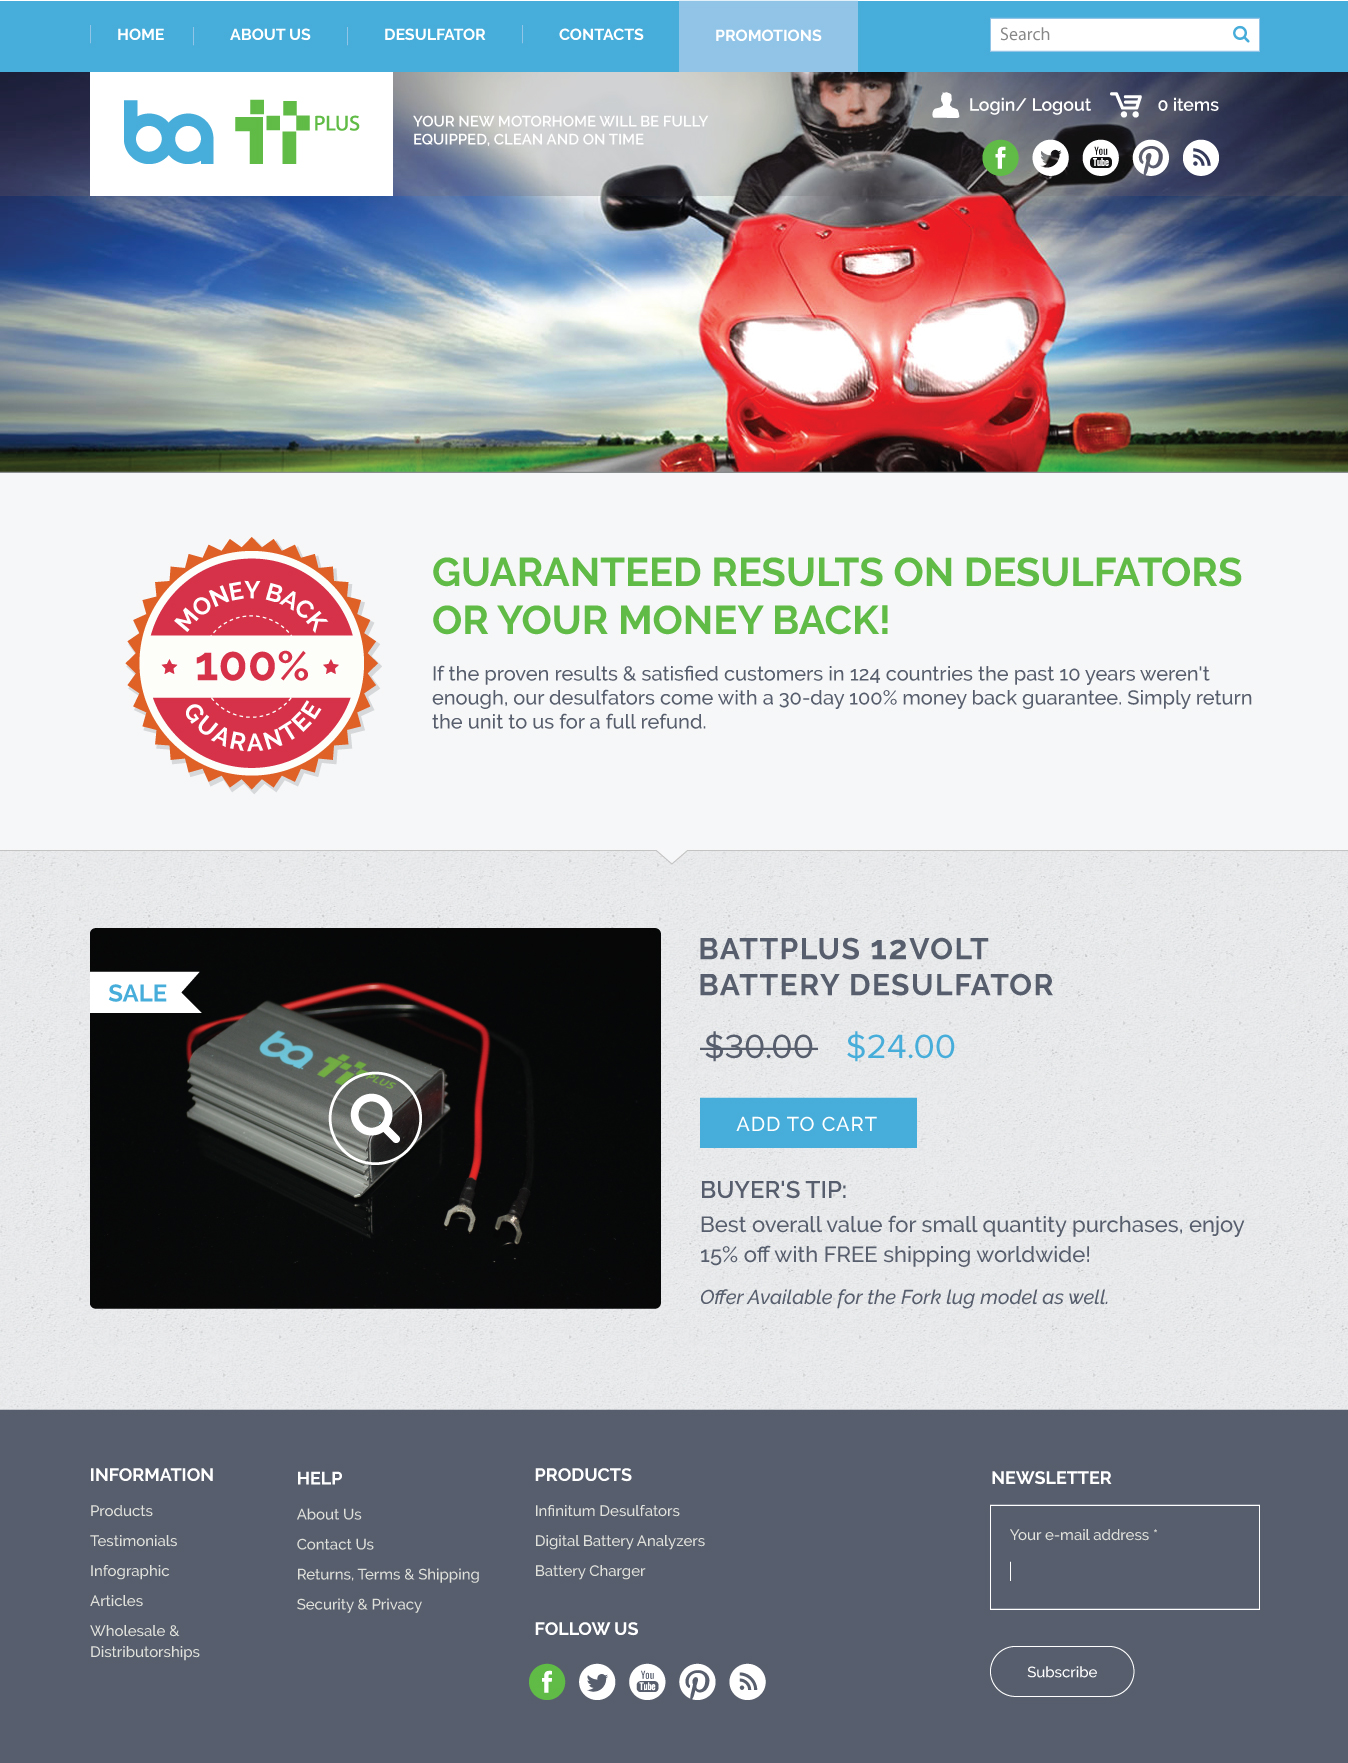 HOME
ABOUT US
DESULFATOR
CONTACTS
PROMOTIONS
Search
ba tt PLUS
YOUR NEW MOTORHOME WILL BE FULLY
EQUIPPED, CLEAN AND ON TIME
Login/ Logout
0 items
You
Tube
MONEY BACK
100%
GUARANTEE
GUARANTEED RESULTS ON DESULFATORS
OR YOUR MONEY BACK!
If the proven results & satisfied customers in 124 countries the past 10 years weren't
enough, our desulfators come with a 30-day 100% money back guarantee. Simply return
the unit to us for a full refund.
SALE
ba tt PLUS
BATTPLUS 12VOLT
BATTERY DESULFATOR
$30.00 $24.00
ADD TO CART
BUYER'S TIP:
Best overall value for small quantity purchases, enjoy
15% off with FREE shipping worldwide!
Offer Available for the Fork lug model as well.
INFORMATION
Products
Testimonials
Infographic
Articles
Wholesale &
Distributorships
HELP
About Us
Contact Us
Returns, Terms & Shipping
Security & Privacy
PRODUCTS
Infinitum Desulfators
Digital Battery Analyzers
Battery Charger
FOLLOW US
You
Tube
NEWSLETTER
Your e-mail address *
Subscribe